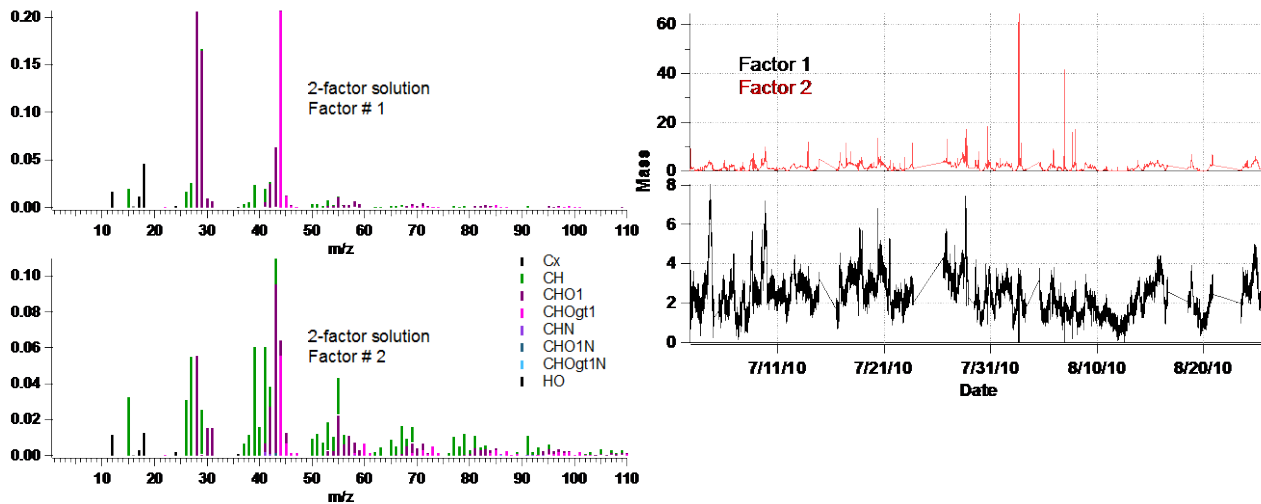 0.20
0.15
0.10
0.05
0.00
2-factor solution
Factor # 1
10 20 30 40 50 60 70 80 90 100 110
m/z
0.10
0.08
0.06
0.04
0.02
0.00
2-factor solution
Factor # 2
Cx
CH
CHO1
CHOgt1
CHN
CHO1N
CHOgt1N
HO
10 20 30 40 50 60 70 80 90 100 110
m/z
60
40
20
0
Factor 1
Factor 2
Mass
8
6
4
2
0
7/11/10 7/21/10 7/31/10 8/10/10 8/20/10
Date